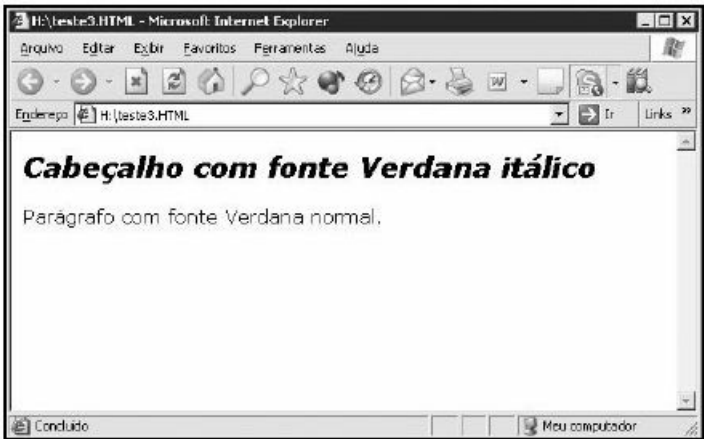 H:\teste3.HTML - Microsoft Internet Explorer
Arquivo Editar Exibir Favoritos Ferramentas Ajuda
Endereço H:\teste3.HTML Ir Links »
Cabeçalho com fonte Verdana itálico
Parágrafo com fonte Verdana normal.
Concluído Meu computador